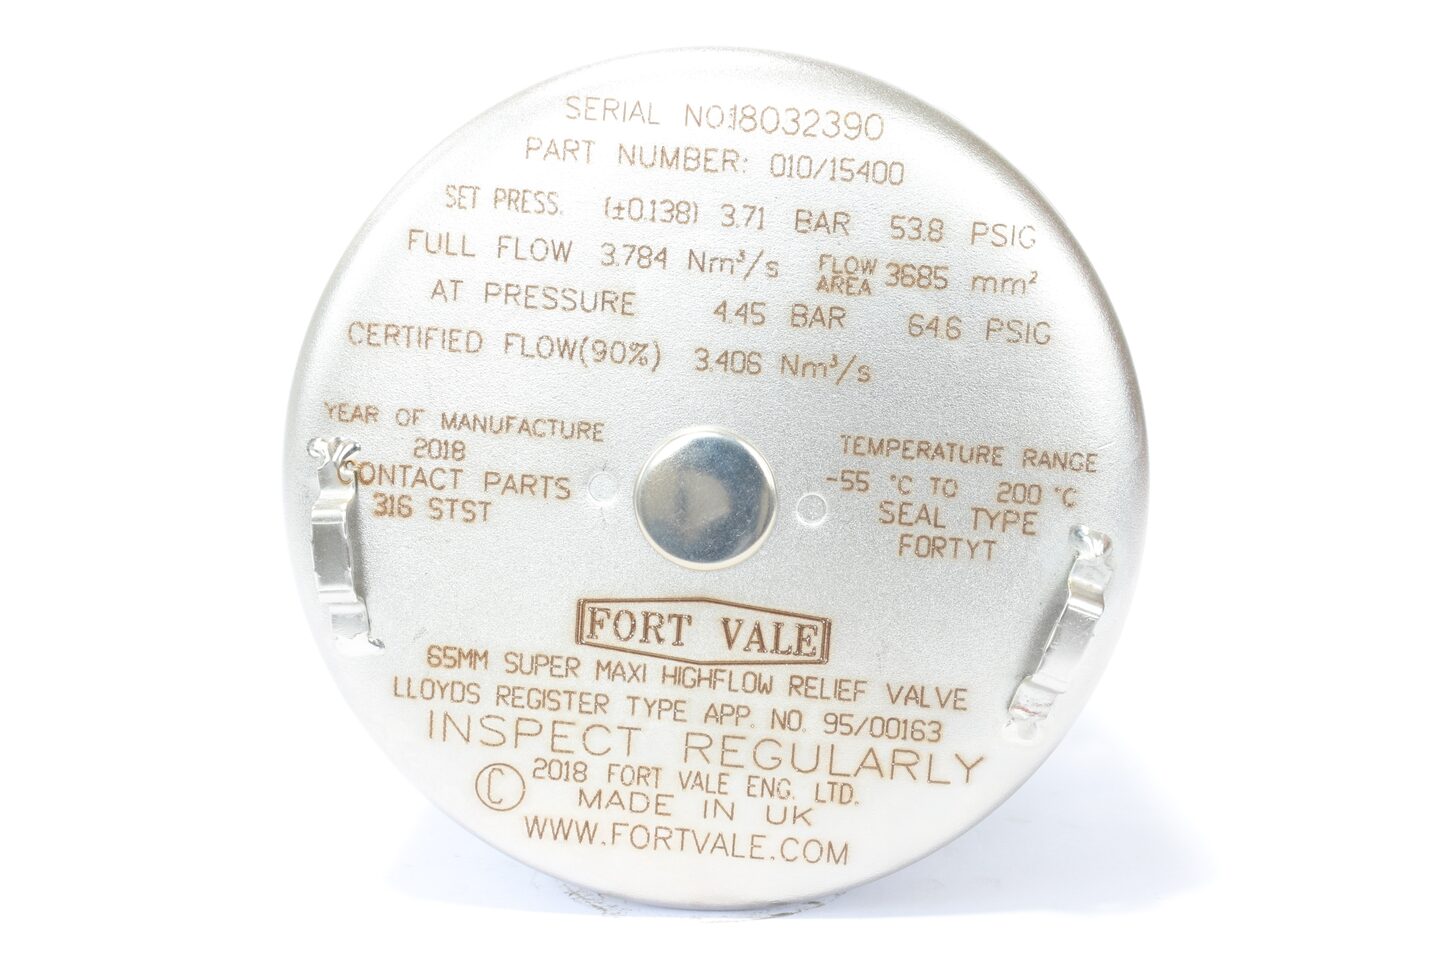 SERIAL NO:18032390
PART NUMBER: 010/15400
SET PRESS. (±0.138) 3.71 BAR 53.8 PSIG
FULL FLOW 3.784 Nm³/s FLOW AREA 3685 mm²
AT PRESSURE 4.45 BAR 64.6 PSIG
CERTIFIED FLOW(90%) 3.406 Nm³/s
YEAR OF MANUFACTURE
2018
CONTACT PARTS
316 STST
TEMPERATURE RANGE
-55 °C TO 200 °C
SEAL TYPE
FORTYT
FORT VALE
65MM SUPER MAXI HIGHFLOW RELIEF VALVE
LLOYDS REGISTER TYPE APP. NO. 95/00163
INSPECT REGULARLY
© 2018 FORT VALE ENG. LTD.
MADE IN UK
WWW.FORTVALE.COM